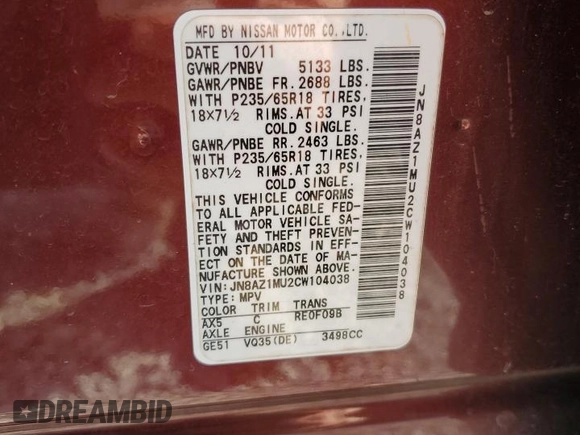 MFD BY NISSAN MOTOR CO.,LTD.
DATE 10/11
GVWR/PNBV 5133 LBS.
GAWR/PNBE FR. 2688 LBS.
WITH P235/65R18 TIRES,
18×7½ RIMS.AT 33 PSI
COLD SINGLE.
GAWR/PNBE RR. 2463 LBS.
WITH P235/65R18 TIRES,
18×7½ RIMS.AT 33 PSI
COLD SINGLE.
THIS VEHICLE CONFORMS
TO ALL APPLICABLE FED-
ERAL MOTOR VEHICLE SA-
FETY AND THEFT PREVEN-
TION STANDARDS IN EFF-
ECT ON THE DATE OF MA-
NUFACTURE SHOWN ABOVE.
VIN: JN8AZ1MU2CW104038
TYPE: MPV
COLOR TRIM TRANS
AX5 C RE0F09B
AXLE ENGINE
GE51 VQ35(DE) 3498CC
JN8AZ1MU2CW104038
DREAMBID